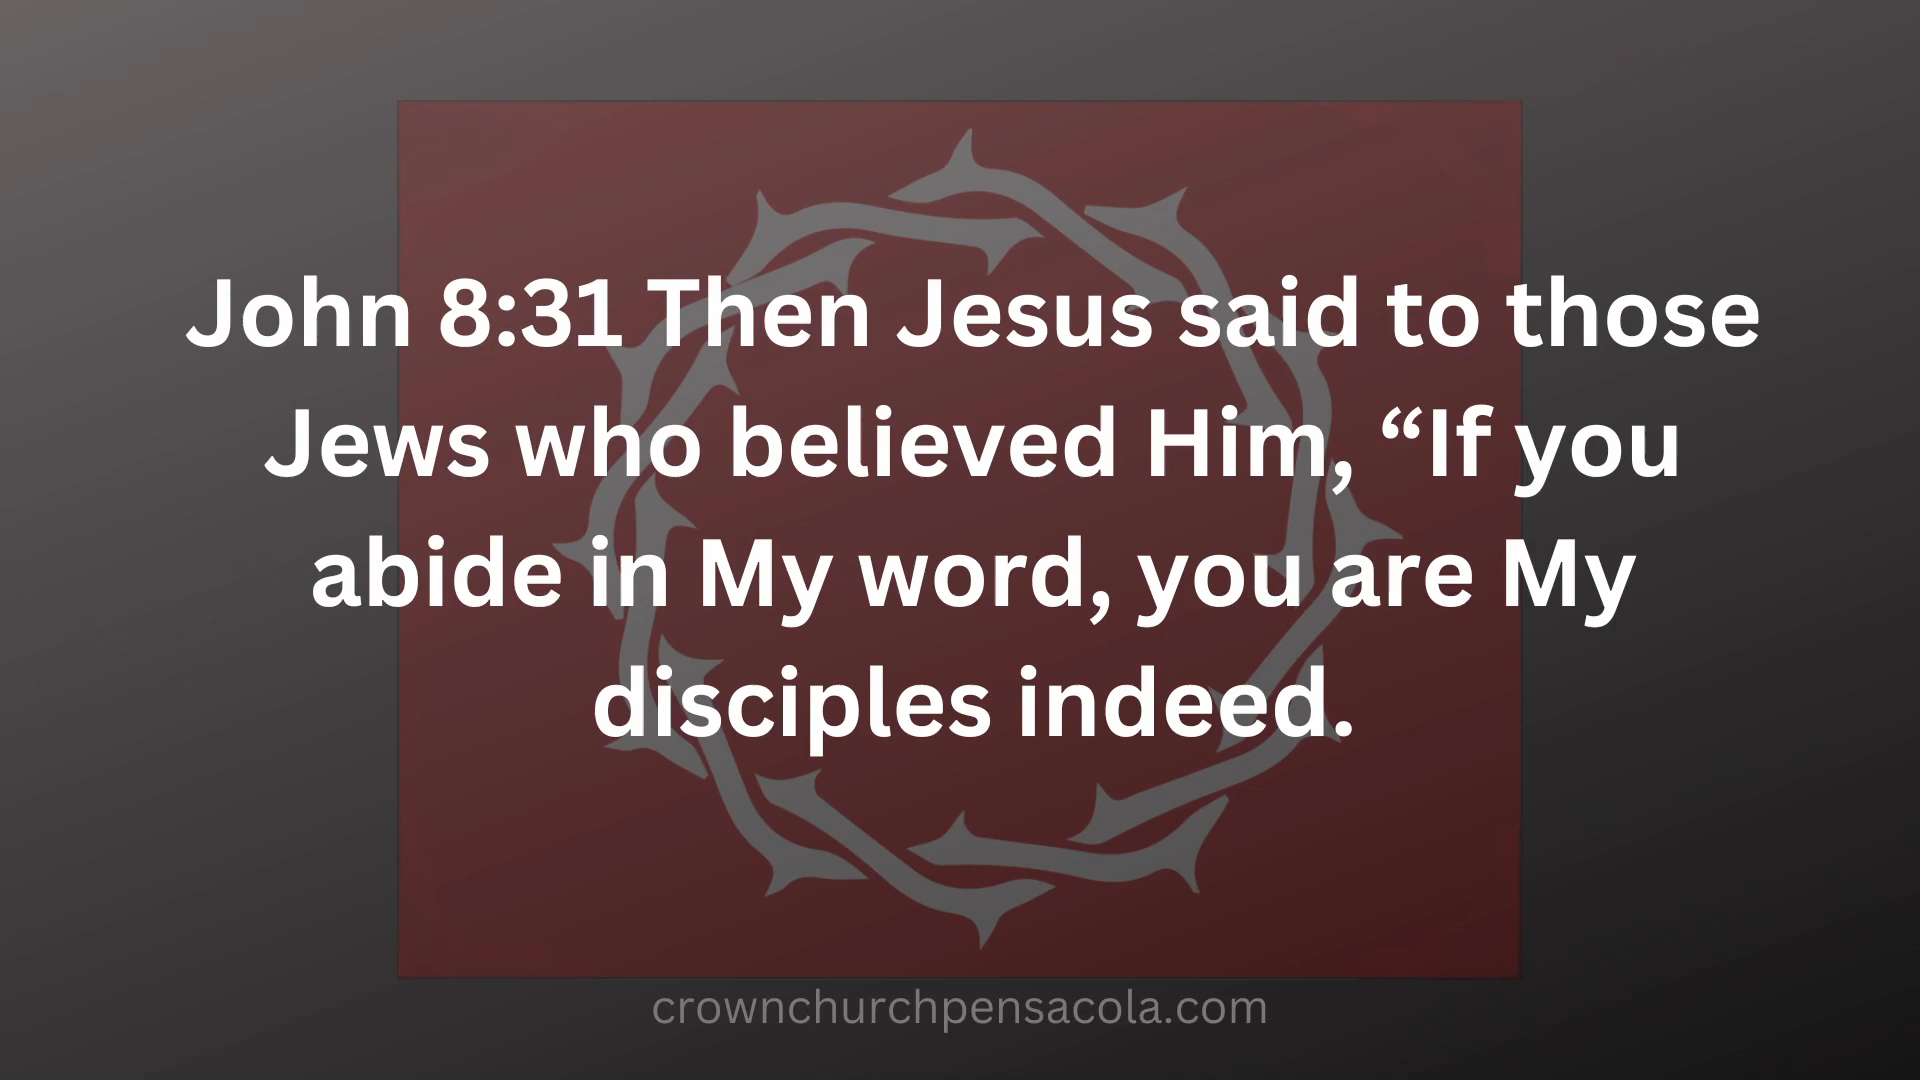 John 8:31 Then Jesus said to those
Jews who believed Him, “If you
abide in My word, you are My
disciples indeed.
crownchurchpensacola.com